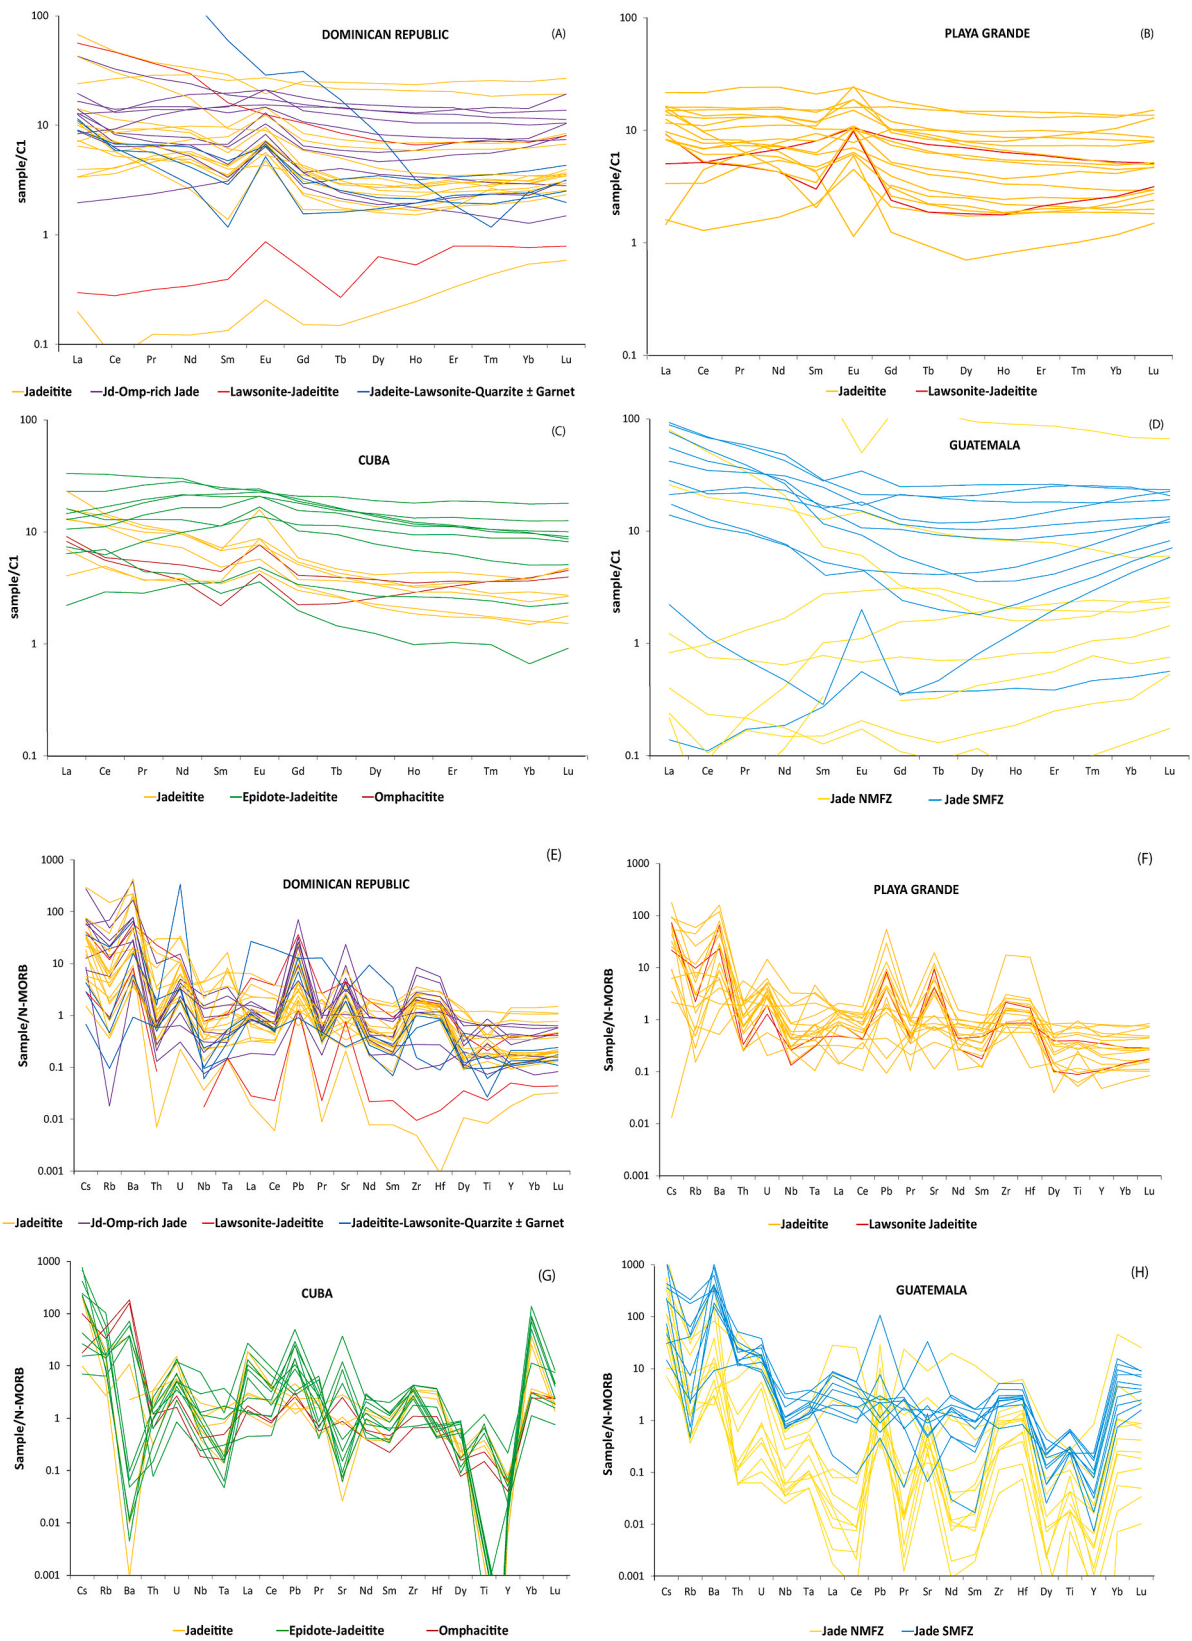 DOMINICAN REPUBLIC
(A)
sample/C1
100
10
1
0.1
La Ce Pr Nd Sm Eu Gd Tb Dy Ho Er Tm Yb Lu
Jadeitite Jd-Omp-rich Jade Lawsonite-Jadeitite Jadeite-Lawsonite-Quarzite ± Garnet
PLAYA GRANDE
(B)
sample/C1
100
10
1
0.1
La Ce Pr Nd Sm Eu Gd Tb Dy Ho Er Tm Yb Lu
Jadeitite Lawsonite-Jadeitite
CUBA
(C)
sample/C1
100
10
1
0.1
La Ce Pr Nd Sm Eu Gd Tb Dy Ho Er Tm Yb Lu
Jadeitite Epidote-Jadeitite Omphacitite
GUATEMALA
(D)
sample/C1
100
10
1
0.1
La Ce Pr Nd Sm Eu Gd Tb Dy Ho Er Tm Yb Lu
Jade NMFZ Jade SMFZ
DOMINICAN REPUBLIC
(E)
Sample/N-MORB
1000
100
10
1
0.1
0.01
0.001
Cs Rb Ba Th U Nb Ta La Ce Pb Pr Sr Nd Sm Zr Hf Dy Ti Y Yb Lu
Jadeitite Jd-Omp-rich Jade Lawsonite-Jadeitite Jadeitite-Lawsonite-Quarzite ± Garnet
PLAYA GRANDE
(F)
Sample/N-MORB
1000
100
10
1
0.1
0.01
0.001
Cs Rb Ba Th U Nb Ta La Ce Pb Pr Sr Nd Sm Zr Hf Dy Ti Y Yb Lu
Jadeitite Lawsonite Jadeitite
CUBA
(G)
Sample/N-MORB
1000
100
10
1
0.1
0.01
0.001
Cs Rb Ba Th U Nb Ta La Ce Pb Pr Sr Nd Sm Zr Hf Dy Ti Y Yb Lu
Jadeitite Epidote-Jadeitite Omphacitite
GUATEMALA
(H)
Sample/N-MORB
1000
100
10
1
0.1
0.01
0.001
Cs Rb Ba Th U Nb Ta La Ce Pb Pr Sr Nd Sm Zr Hf Dy Ti Y Yb Lu
Jade NMFZ Jade SMFZ